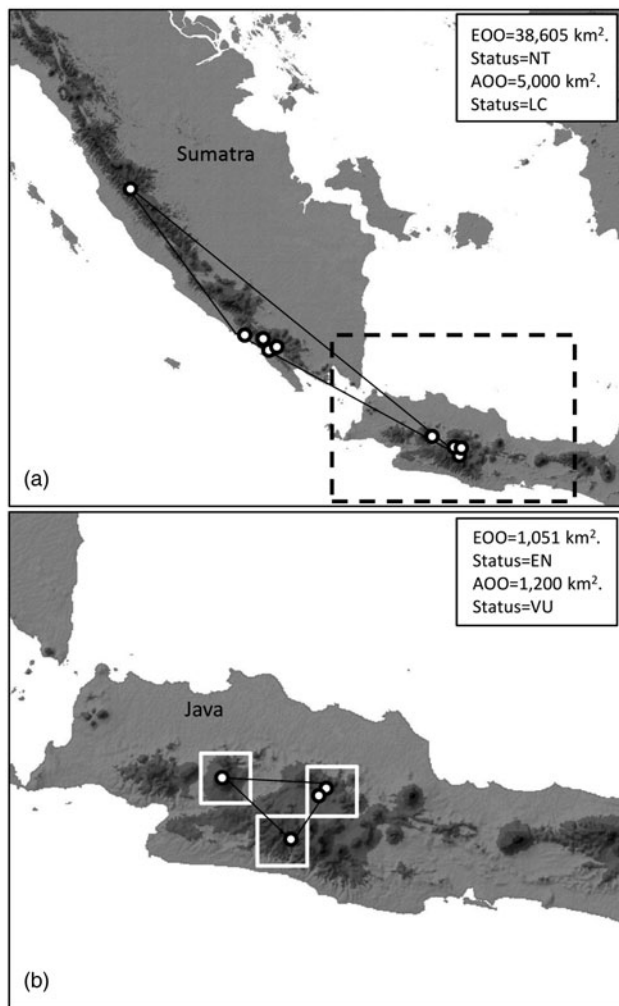 EOO=38,605 km².
Status=NT
AOO=5,000 km².
Status=LC
Sumatra
(a)
EOO=1,051 km².
Status=EN
AOO=1,200 km².
Status=VU
Java
(b)